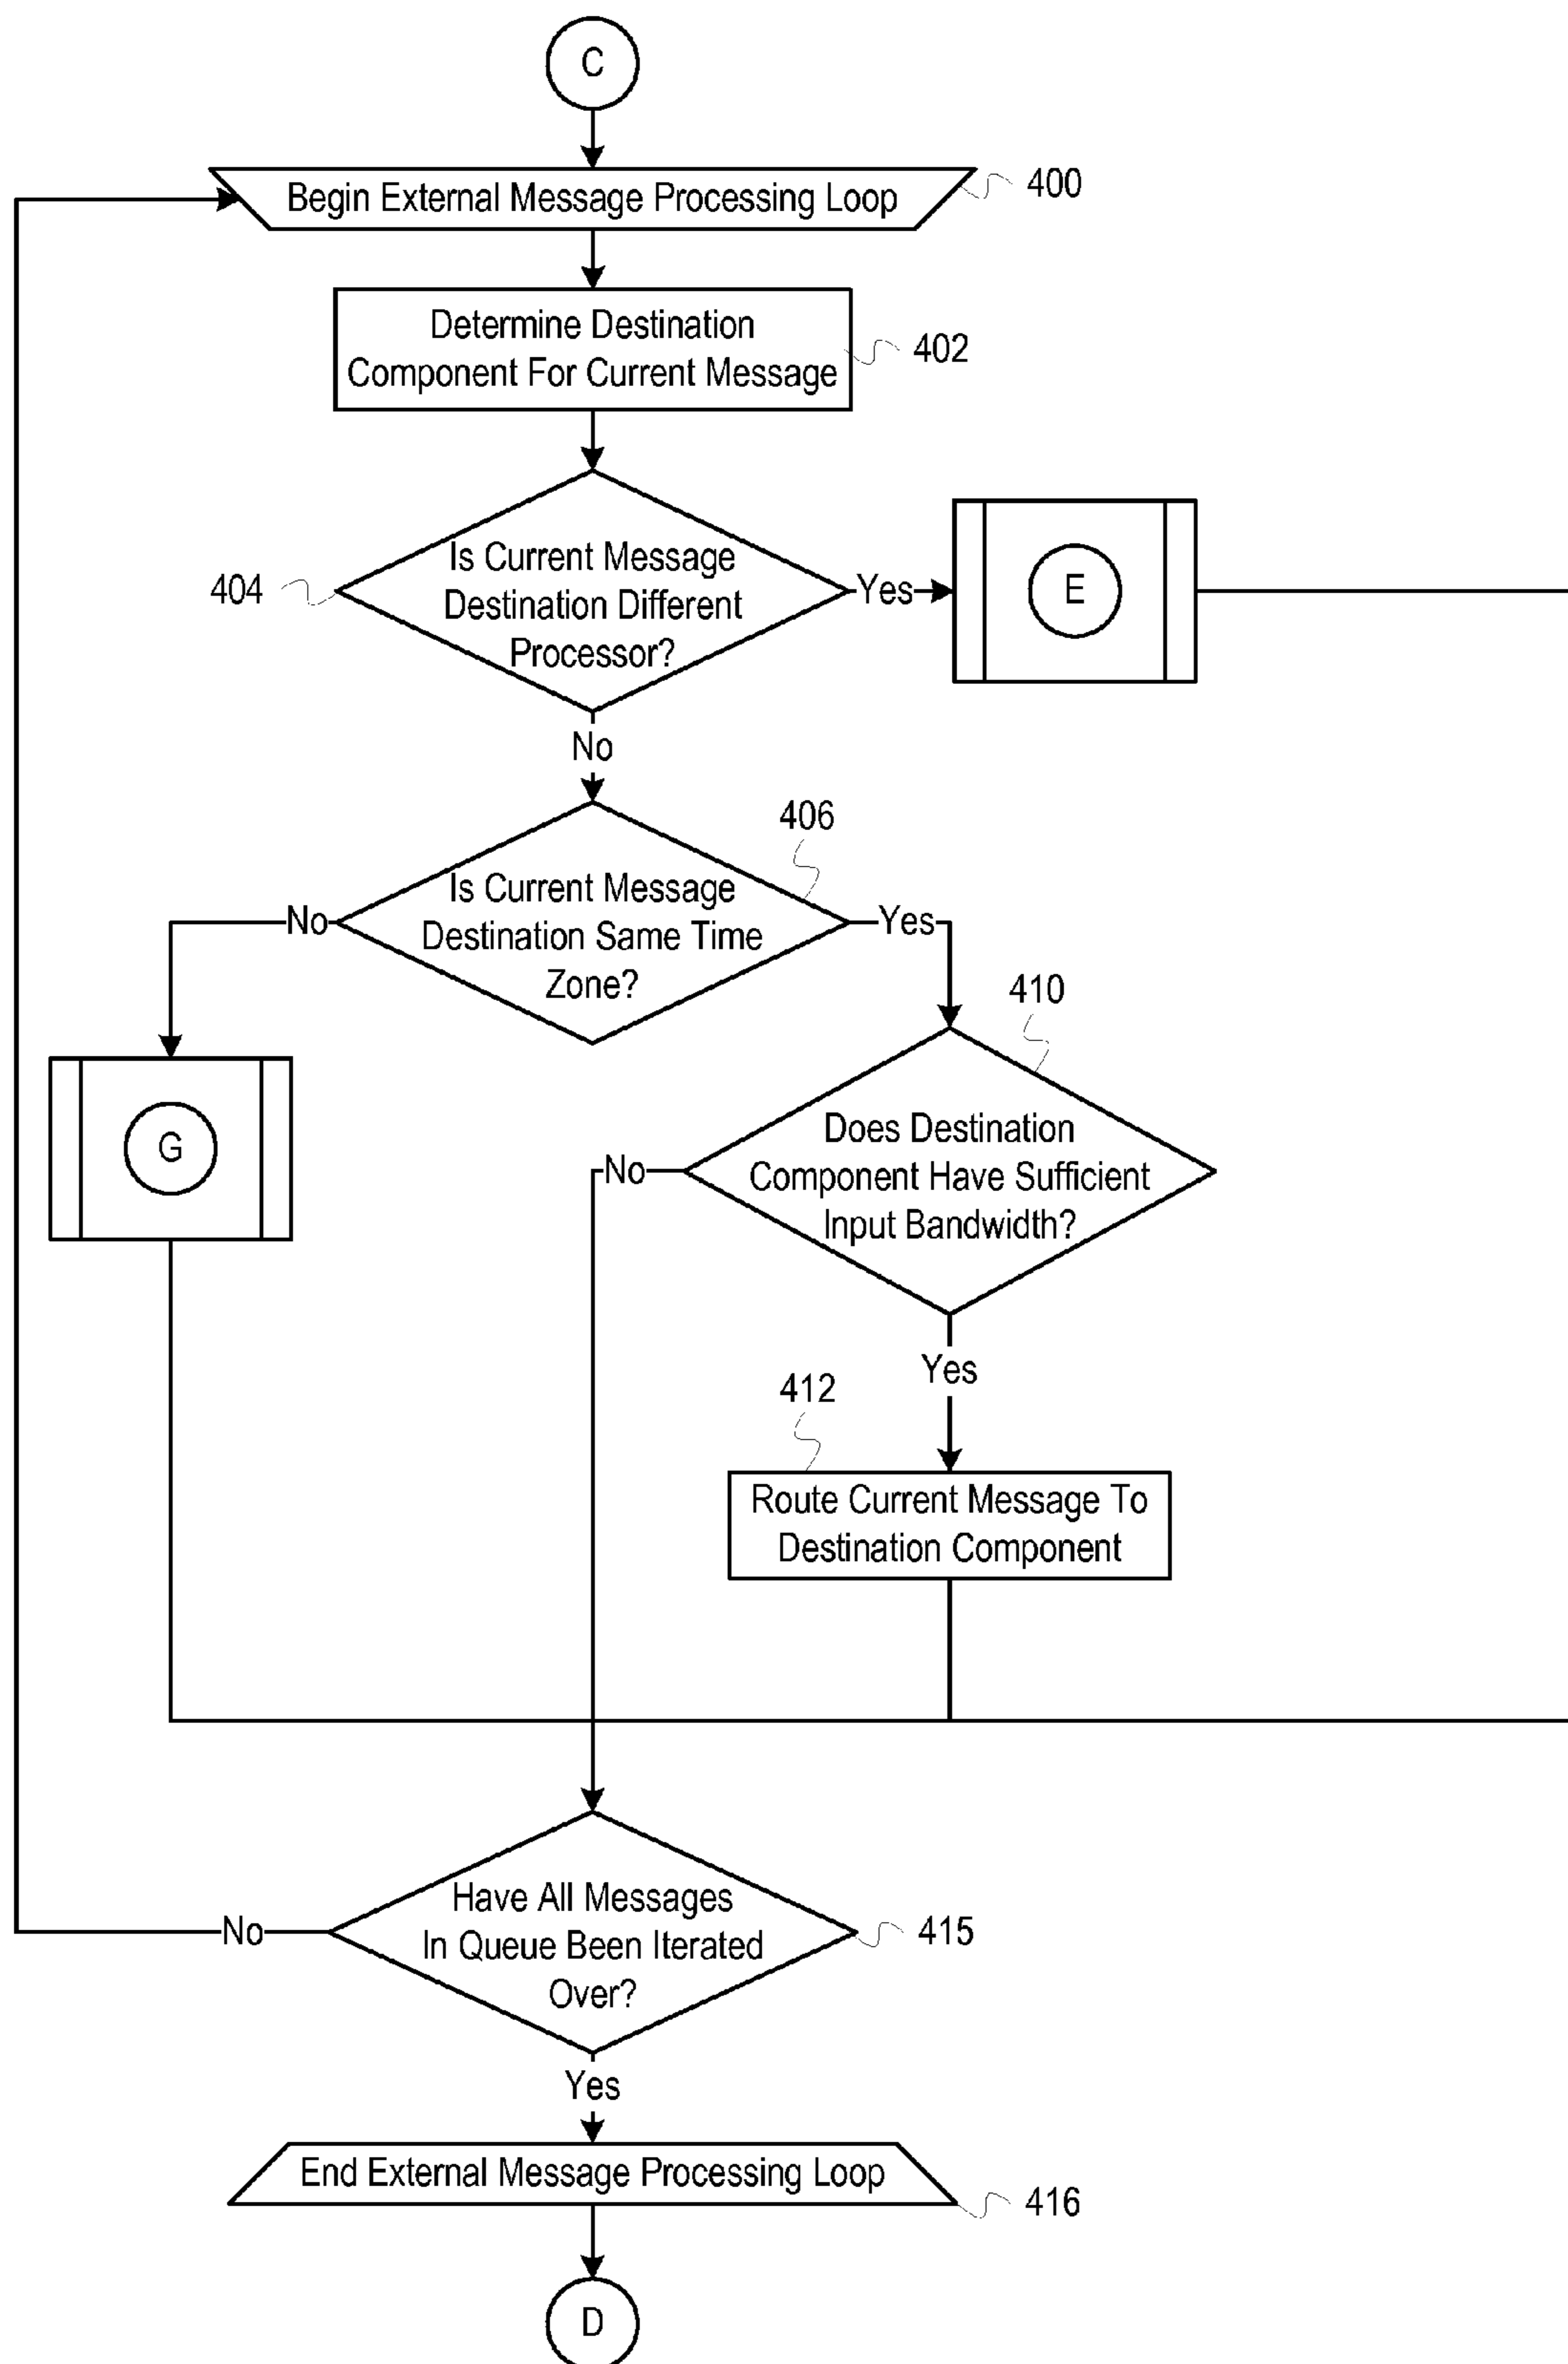 C
Begin External Message Processing Loop
400
Determine Destination
Component For Current Message
402
Is Current Message
Destination Different
Processor?
404
Yes
E
No
406
Is Current Message
Destination Same Time
Zone?
No
Yes
410
G
Does Destination
Component Have Sufficient
Input Bandwidth?
No
Yes
412
Route Current Message To
Destination Component
Have All Messages
In Queue Been Iterated
Over?
415
No
Yes
End External Message Processing Loop
416
D